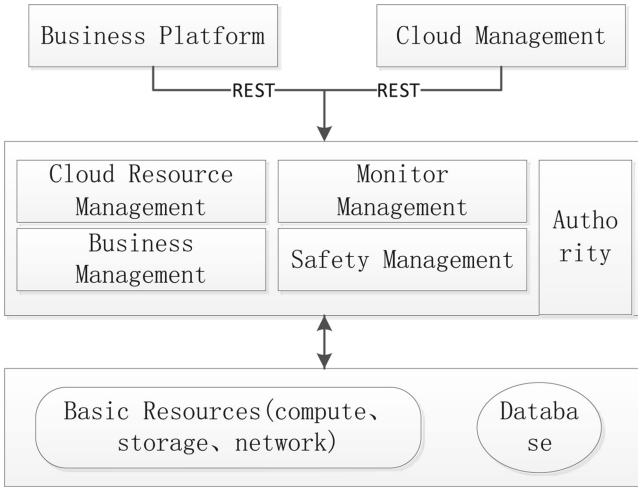 Business Platform
Cloud Management
REST
REST
Cloud Resource
Management
Monitor
Management
Autho
rity
Business
Management
Safety Management
Basic Resources(compute、
storage、network)
Databa
se